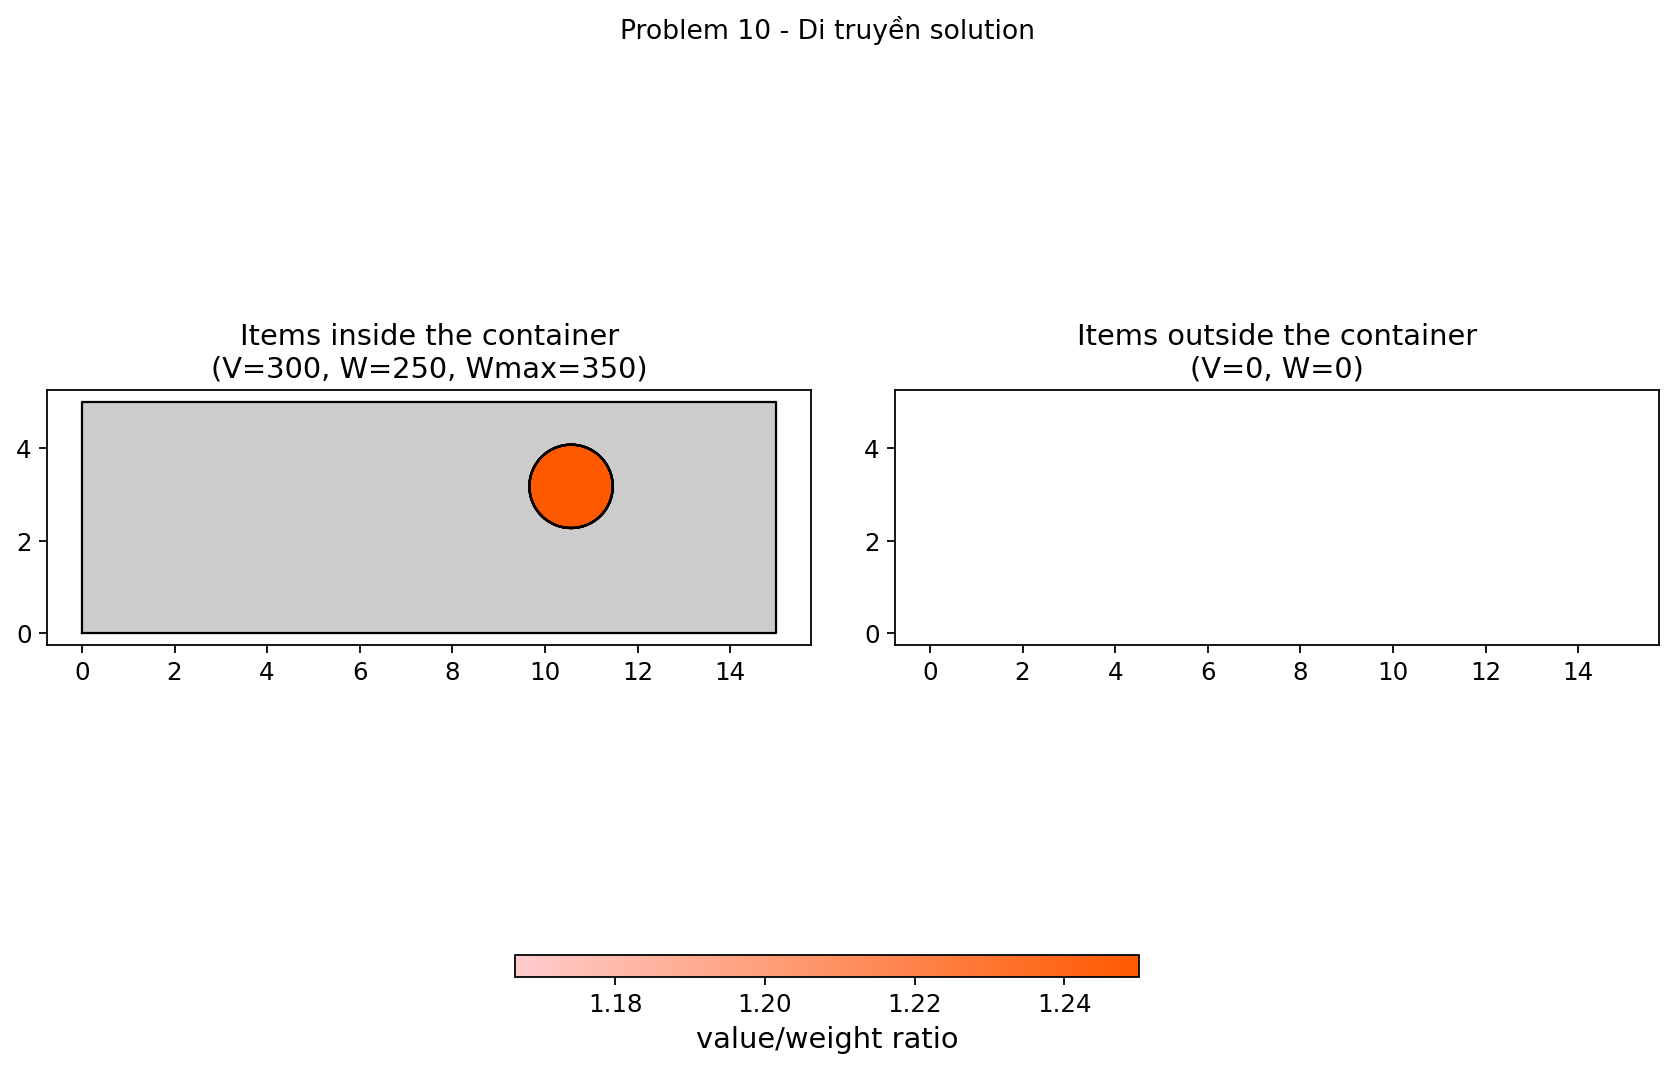 Problem 10 - Di truyền solution
Items inside the container
(V=300, W=250, Wmax=350)
4
2
0
0 2 4 6 8 10 12 14
Items outside the container
(V=0, W=0)
4
2
0
0 2 4 6 8 10 12 14
1.18 1.20 1.22 1.24
value/weight ratio